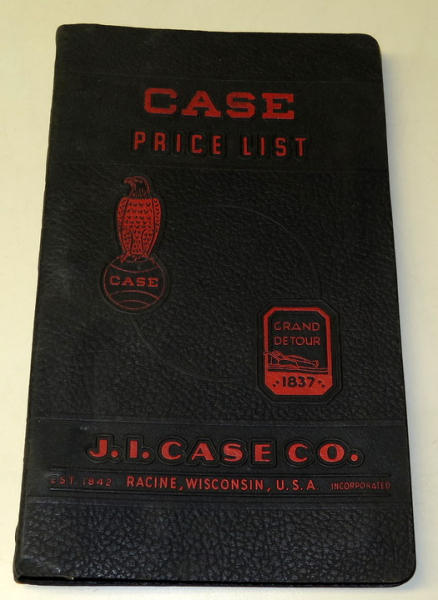 CASE
PRICE LIST
CASE
GRAND
DETOUR
·1837·
J.I. CASE CO.
EST. 1842 RACINE, WISCONSIN, U.S.A. INCORPORATED